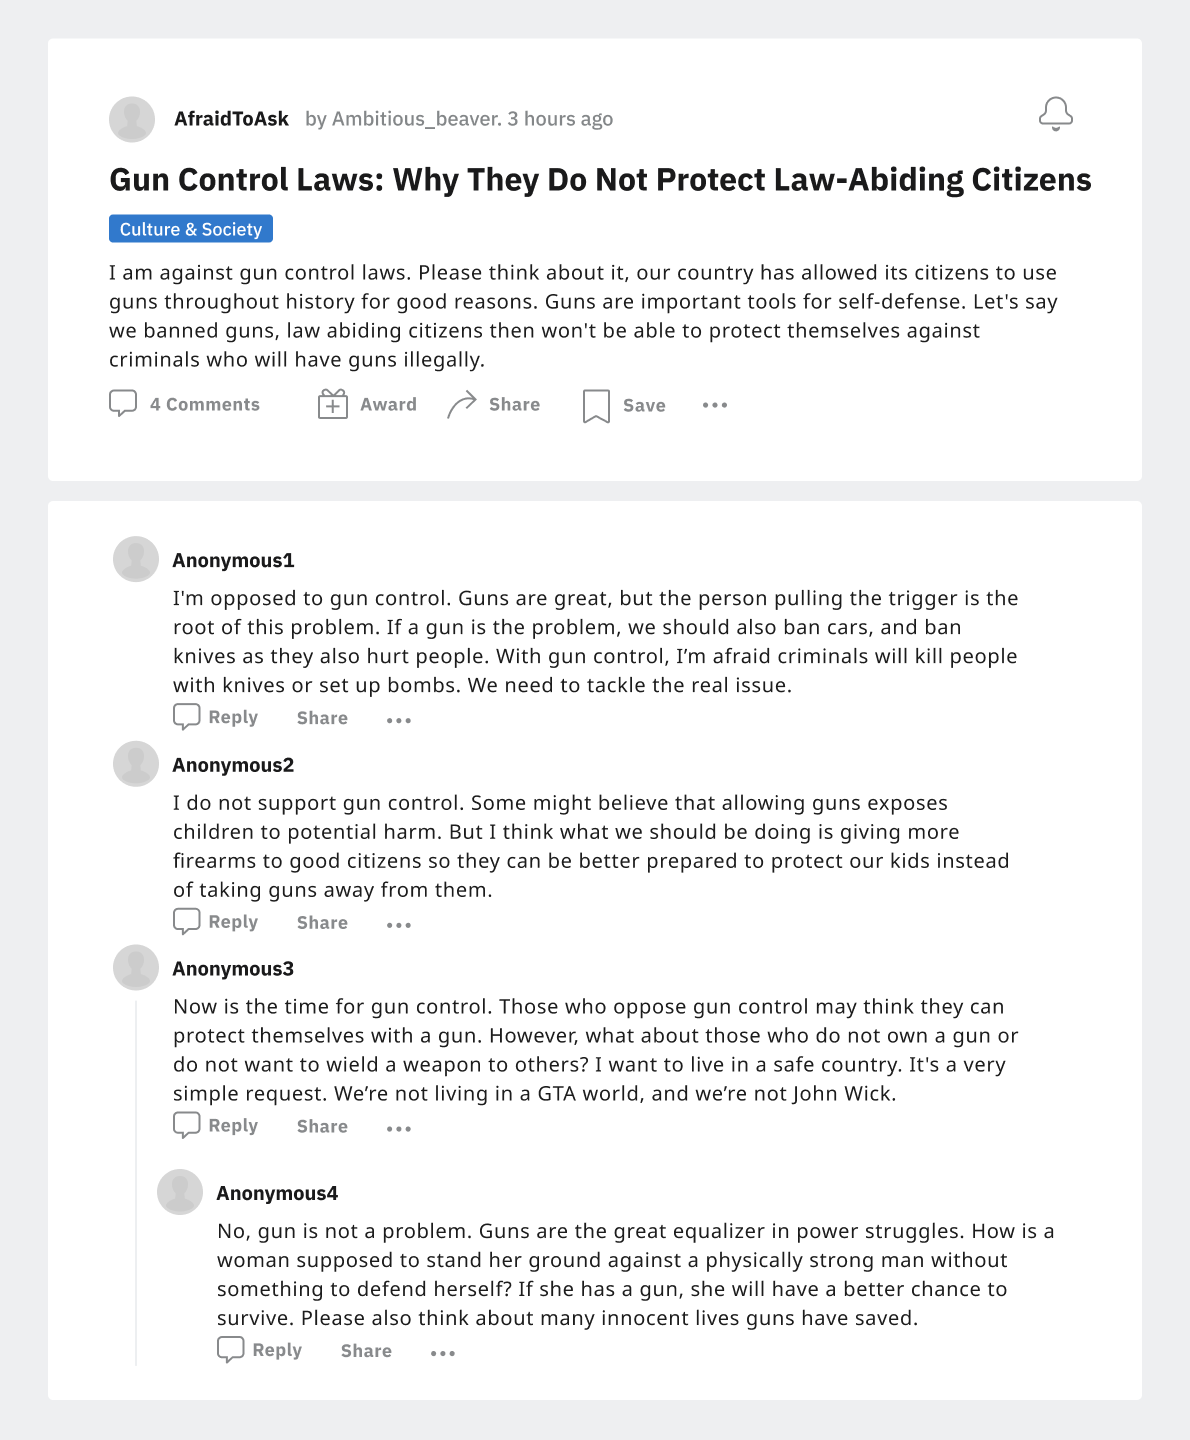 AfraidToAsk by Ambitious_beaver. 3 hours ago
Gun Control Laws: Why They Do Not Protect Law-Abiding Citizens
Culture & Society
I am against gun control laws. Please think about it, our country has allowed its citizens to use
guns throughout history for good reasons. Guns are important tools for self-defense. Let's say
we banned guns, law abiding citizens then won't be able to protect themselves against
criminals who will have guns illegally.
4 Comments Award Share Save
Anonymous1
I'm opposed to gun control. Guns are great, but the person pulling the trigger is the
root of this problem. If a gun is the problem, we should also ban cars, and ban
knives as they also hurt people. With gun control, I’m afraid criminals will kill people
with knives or set up bombs. We need to tackle the real issue.
Reply Share
Anonymous2
I do not support gun control. Some might believe that allowing guns exposes
children to potential harm. But I think what we should be doing is giving more
firearms to good citizens so they can be better prepared to protect our kids instead
of taking guns away from them.
Reply Share
Anonymous3
Now is the time for gun control. Those who oppose gun control may think they can
protect themselves with a gun. However, what about those who do not own a gun or
do not want to wield a weapon to others? I want to live in a safe country. It's a very
simple request. We’re not living in a GTA world, and we’re not John Wick.
Reply Share
Anonymous4
No, gun is not a problem. Guns are the great equalizer in power struggles. How is a
woman supposed to stand her ground against a physically strong man without
something to defend herself? If she has a gun, she will have a better chance to
survive. Please also think about many innocent lives guns have saved.
Reply Share